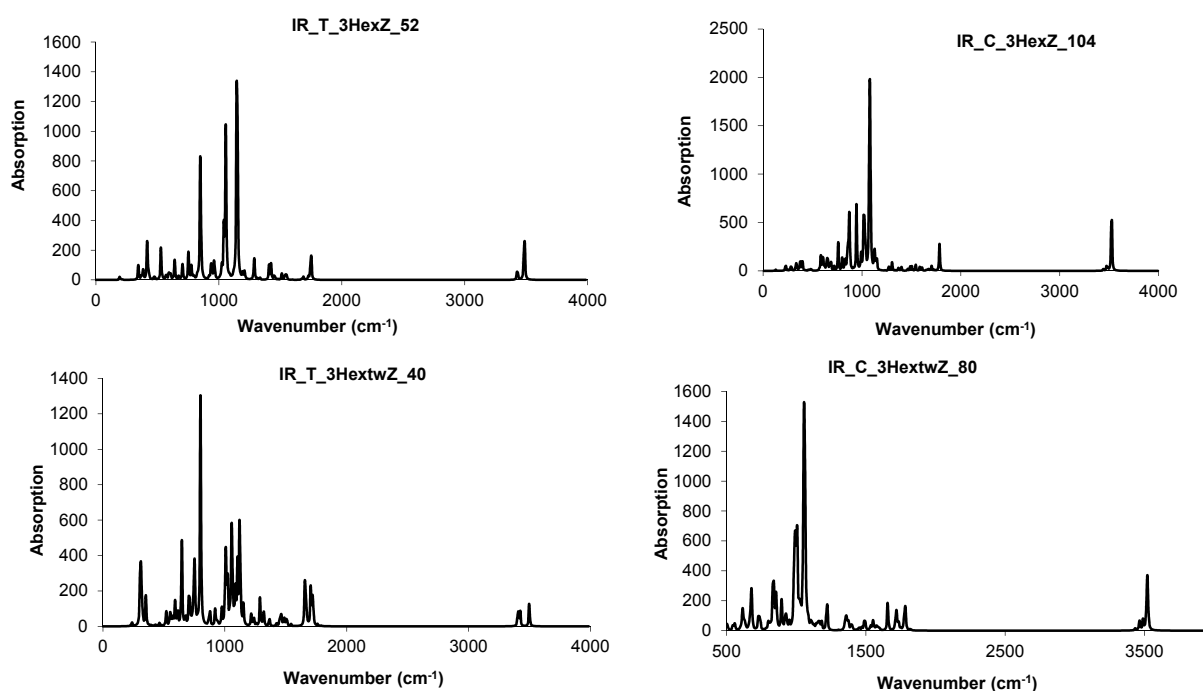 IR_T_3HexZ_52
1600
1400
1200
1000
800
600
400
200
0
Absorption
0 1000 2000 3000 4000
Wavenumber (cm-1)
IR_C_3HexZ_104
2500
2000
1500
1000
500
0
Absorption
0 1000 2000 3000 4000
Wavenumber (cm-1)
IR_T_3HextwZ_40
1400
1200
1000
800
600
400
200
0
Absorption
0 1000 2000 3000 4000
Wavenumber (cm-1)
IR_C_3HextwZ_80
1600
1400
1200
1000
800
600
400
200
0
Absorption
500 1500 2500 3500
Wavenumber (cm-1)